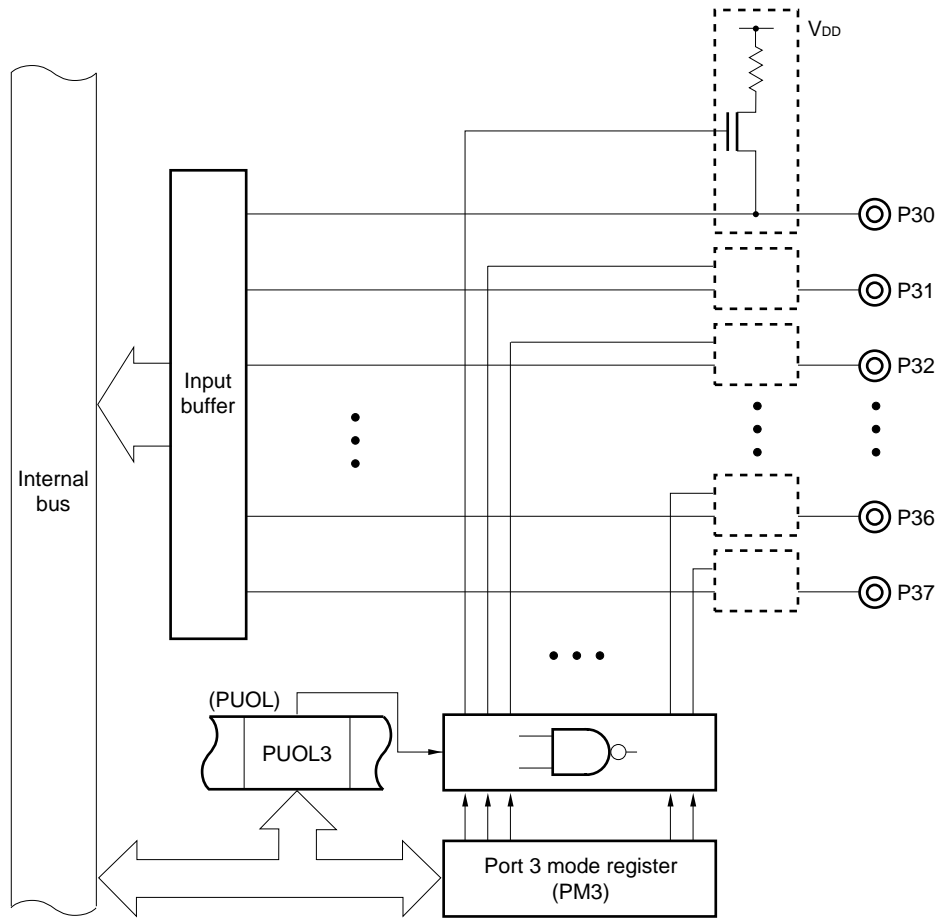 VDD
P30
P31
P32
Input
buffer
Internal
bus
P36
P37
(PUOL)
PUOL3
Port 3 mode register
(PM3)